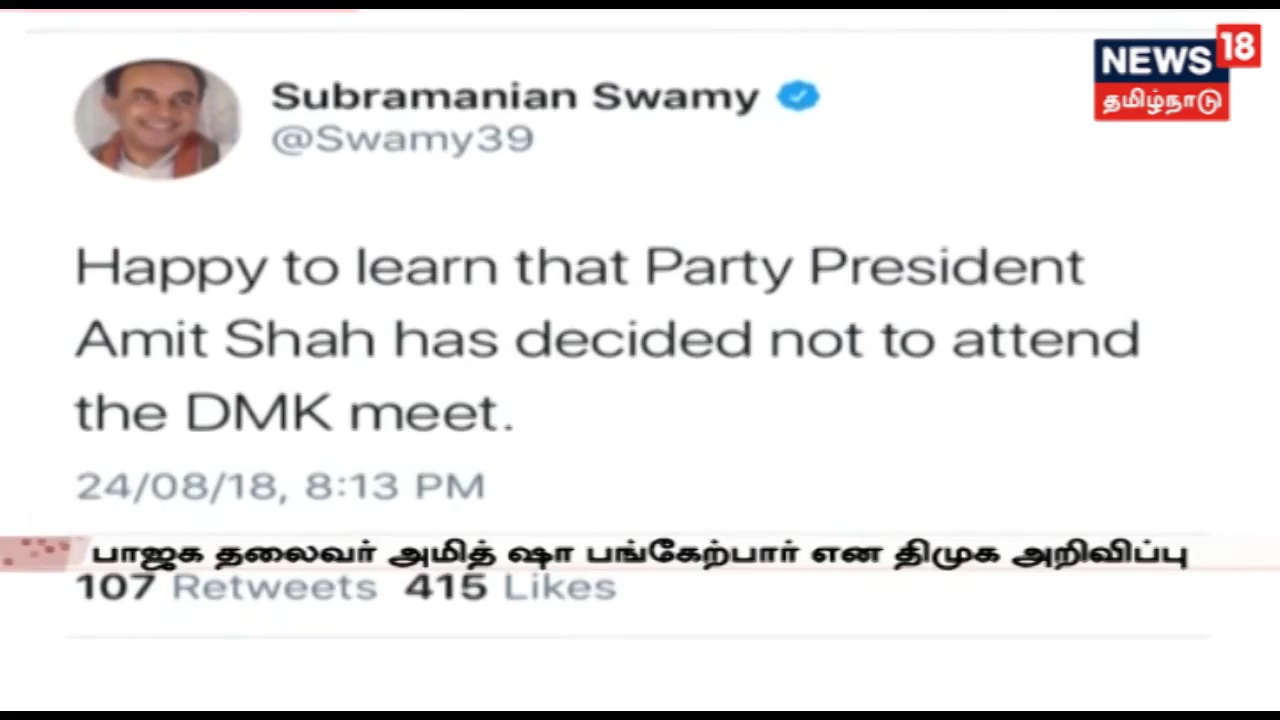 NEWS 18
தமிழ்நாடு
Subramanian Swamy
@Swamy39
Happy to learn that Party President
Amit Shah has decided not to attend
the DMK meet.
24/08/18, 8:13 PM
பாஜக தலைவர் அமித் ஷா பங்கேற்பார் என திமுக அறிவிப்பு
107 Retweets 415 Likes